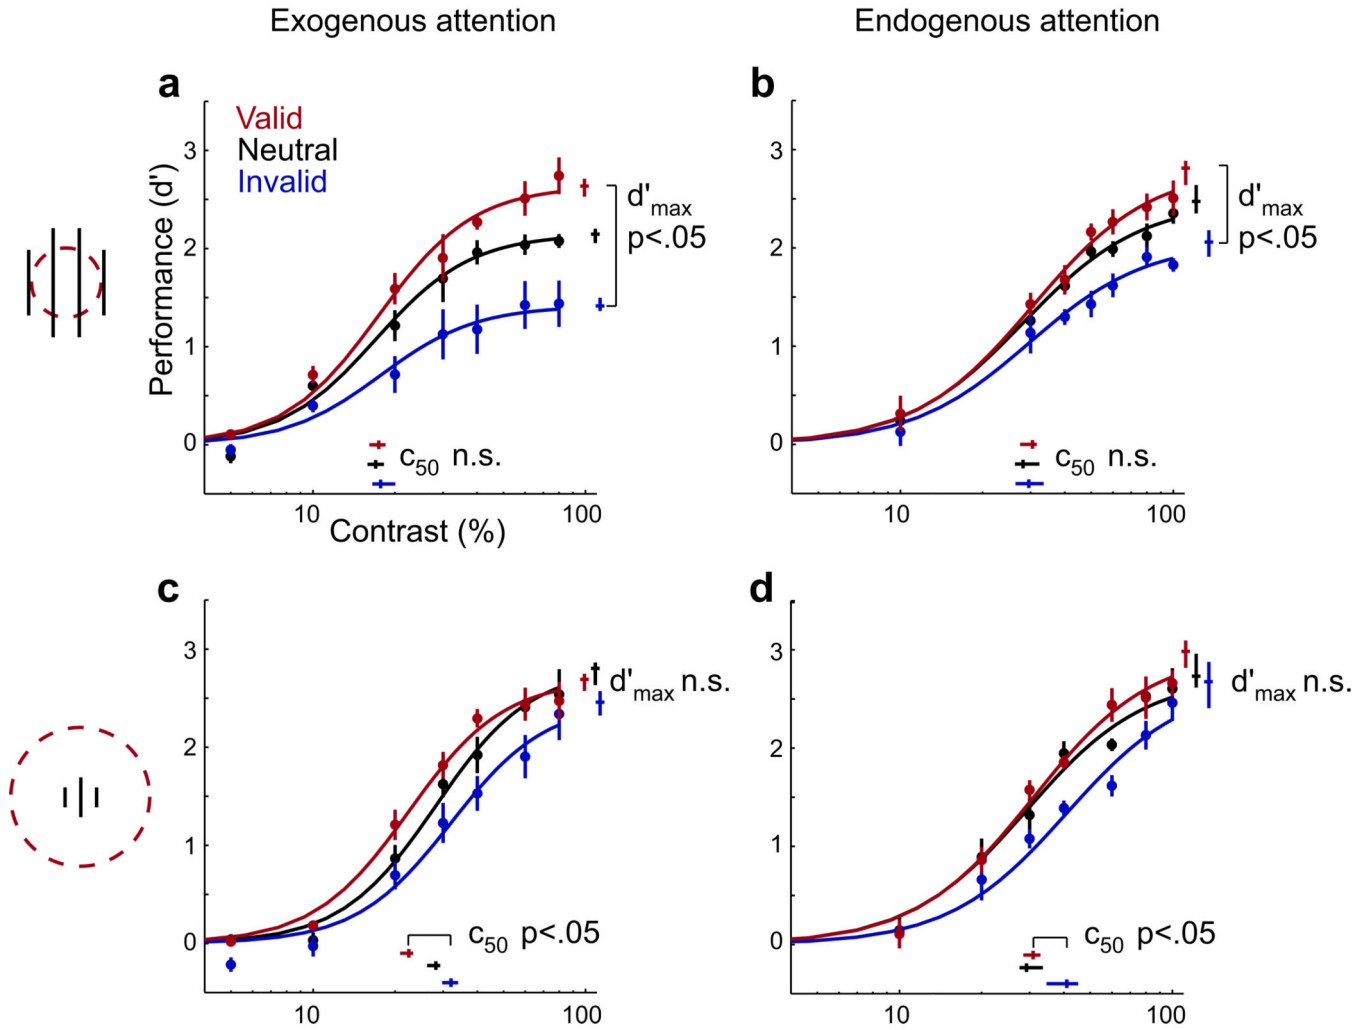 Exogenous attention
Endogenous attention
a
b
Valid
Neutral
Invalid
Performance (d')
3
2
1
0
d'max
p<.05
c50 n.s.
10
100
Contrast (%)
3
2
1
0
d'max
p<.05
c50 n.s.
10
100
c
d
3
2
1
0
d'max n.s.
c50 p<.05
10
100
3
2
1
0
d'max n.s.
c50 p<.05
10
100